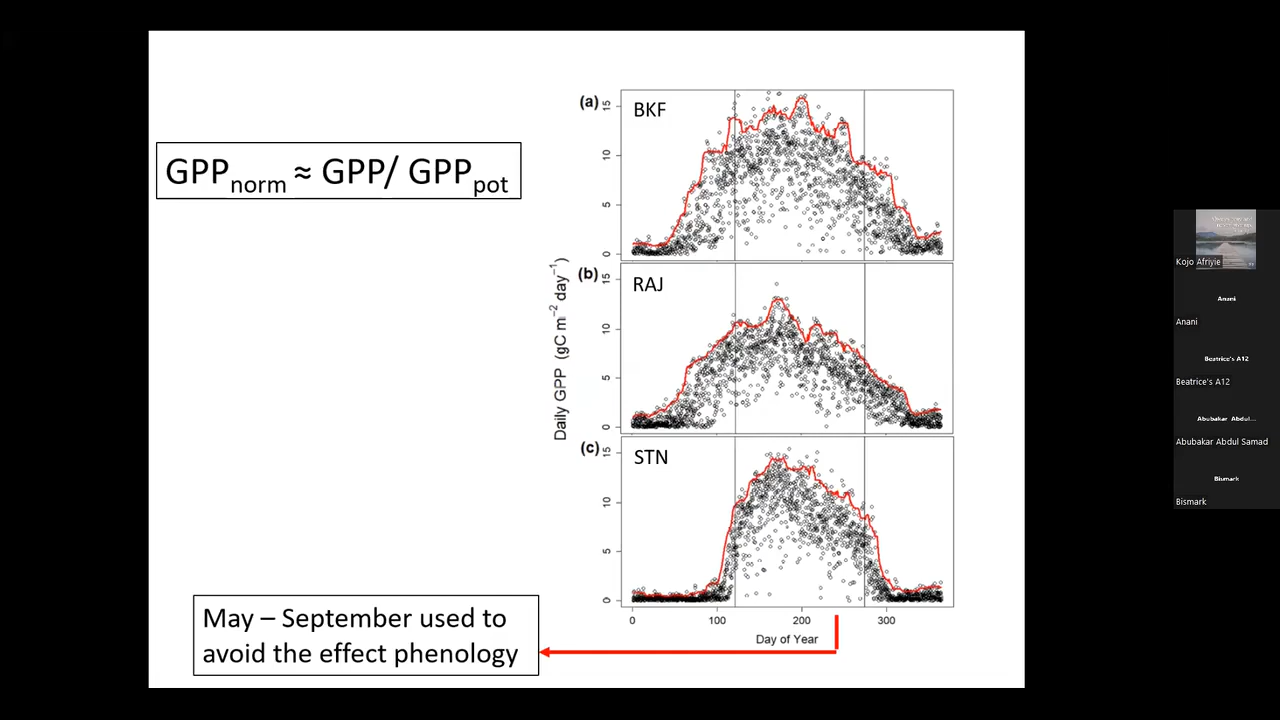 GPPnorm ≈ GPP/ GPPpot
(a)
BKF
15
10
5
0
(b)
RAJ
15
10
5
0
(c)
STN
15
10
5
0
Daily GPP (gC m−2 day−1)
0 100 200 300
Day of Year
May – September used to
avoid the effect phenology
Kojo Afriyie
Anani
Anani
Beatrice's A12
Beatrice's A12
Abubakar Abdul...
Abubakar Abdul Samad
Bismark
Bismark